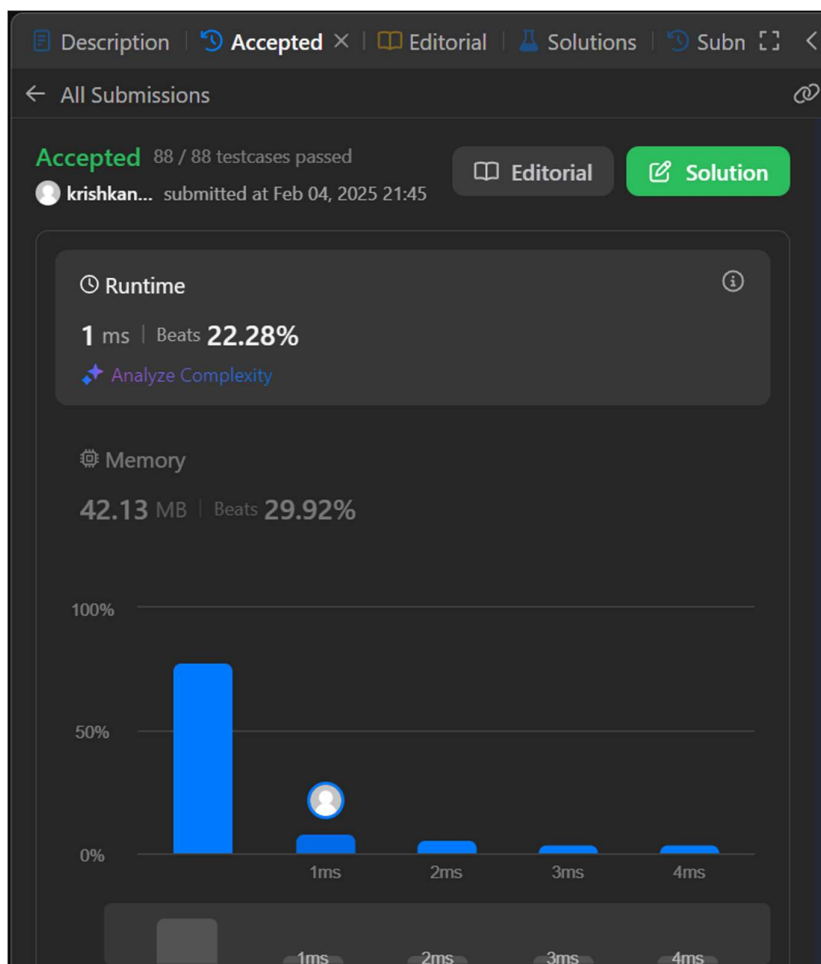 Description Accepted × Editorial Solutions Subn
All Submissions
Accepted 88 / 88 testcases passed
krishkan... submitted at Feb 04, 2025 21:45
Editorial
Solution
Runtime
1 ms Beats 22.28%
Analyze Complexity
Memory
42.13 MB Beats 29.92%
100%
50%
0%
1ms 2ms 3ms 4ms
1ms 2ms 3ms 4ms